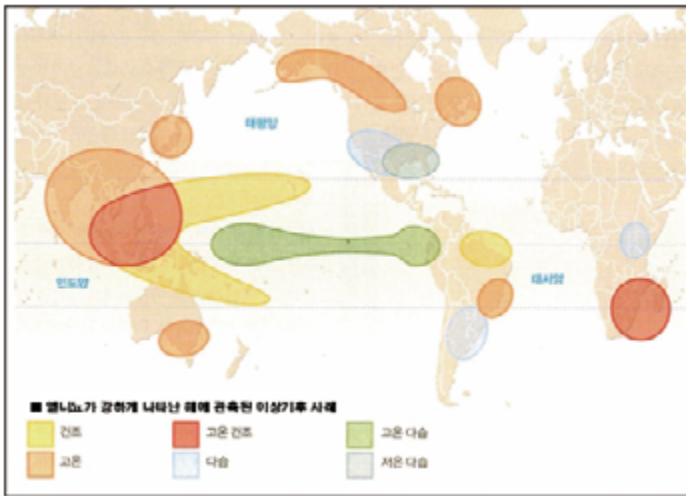 태평양
인도양
대서양
■ 엘니뇨가 강하게 나타난 해에 관측된 이상기후 사례
건조 고온 건조 고온 다습
고온 다습 저온 다습